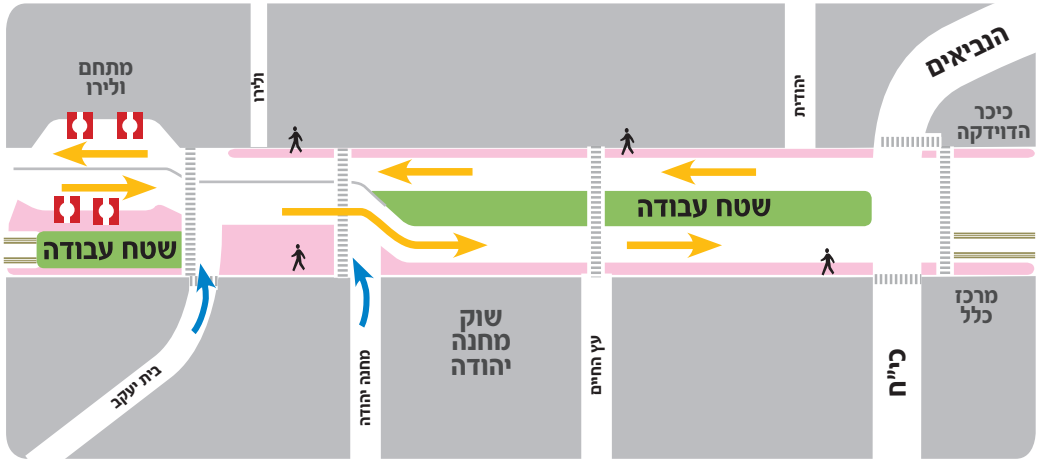 הנביאים
מתחם
ולירו
ולירו
יהודית
כיכר
הדוידקה
שטח עבודה
שטח עבודה
שוק
מחנה
יהודה
מרכז
כלל
בית יעקב
מחנה יהודה
עץ החיים
כי"ח